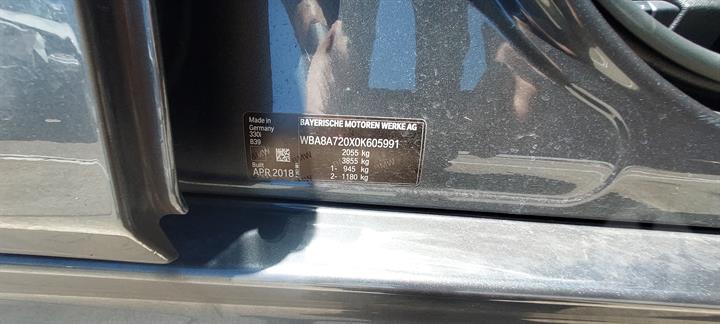 Made in
Germany
330i
B39
Built
APR 2018
BAYERISCHE MOTOREN WERKE AG
WBA8A720X0K605991
2055 kg
3855 kg
1- 945 kg
2- 1180 kg